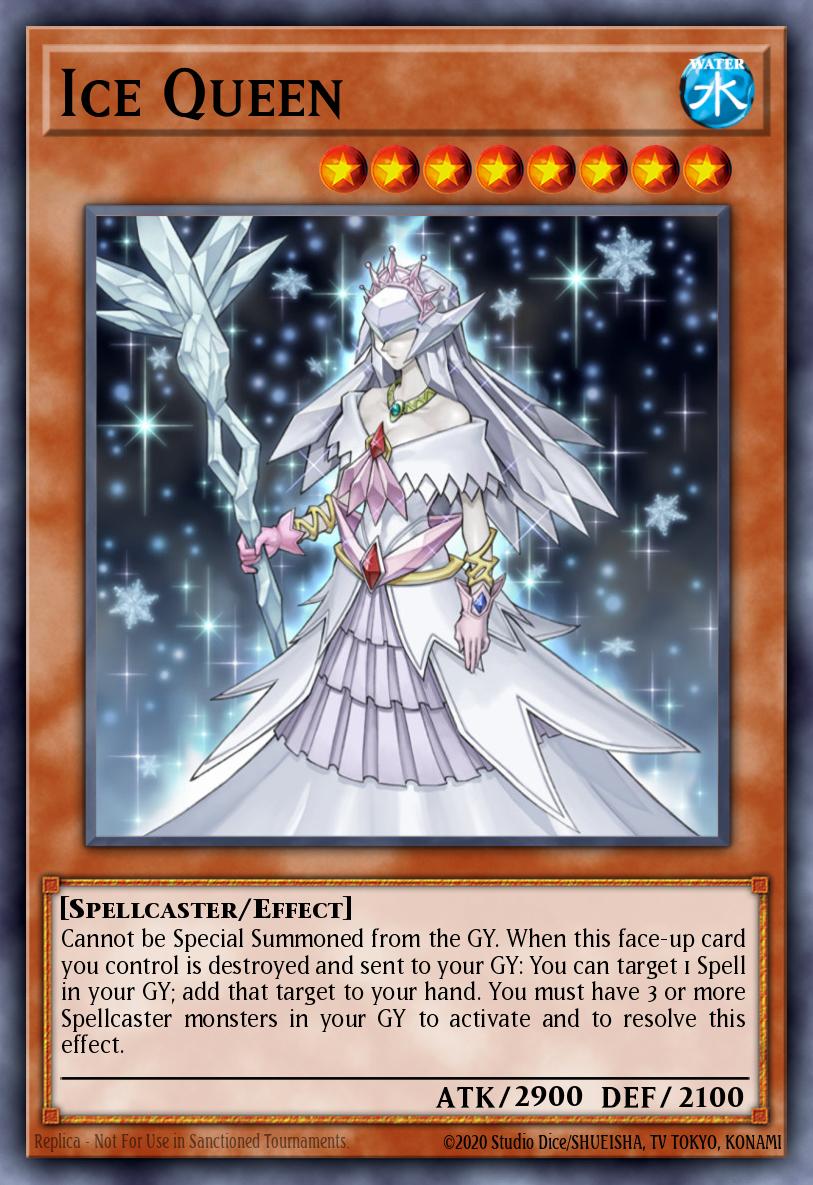 Ice Queen
WATER
水
[Spellcaster/Effect]
Cannot be Special Summoned from the GY. When this face-up card
you control is destroyed and sent to your GY: You can target 1 Spell
in your GY; add that target to your hand. You must have 3 or more
Spellcaster monsters in your GY to activate and to resolve this
effect.
ATK/2900 DEF/2100
Replica - Not For Use in Sanctioned Tournaments.
©2020 Studio Dice/SHUEISHA, TV TOKYO, KONAMI